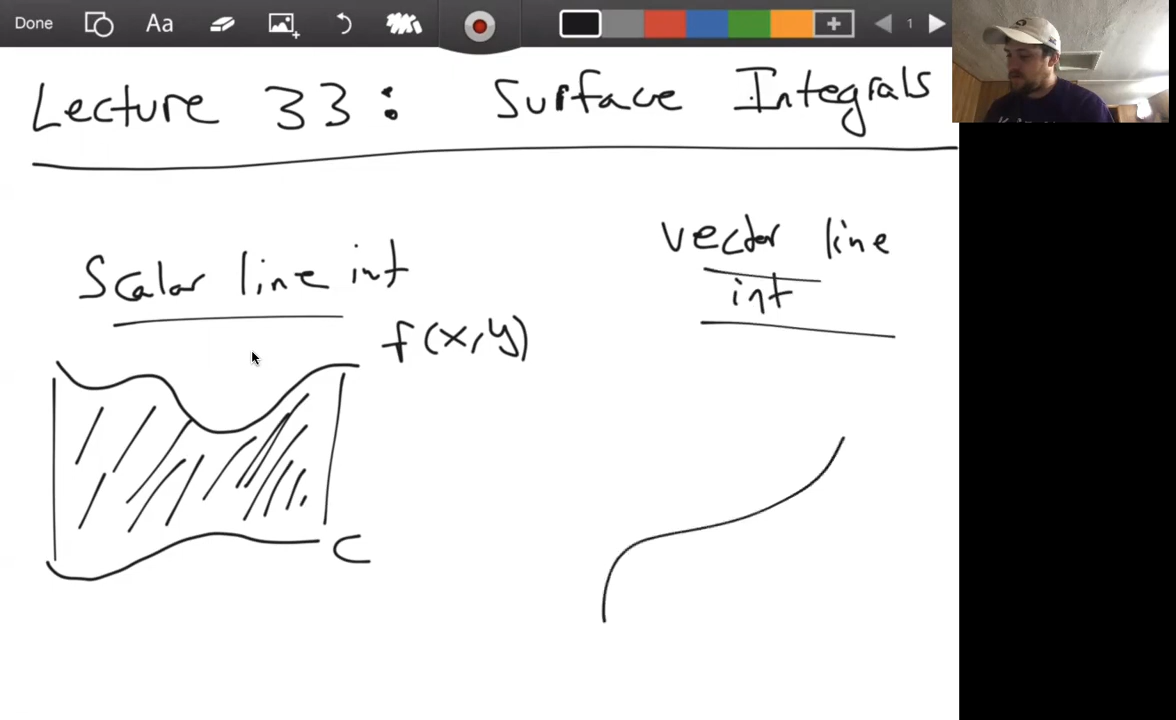 Done Aa 1
Lecture 33: Surface Integrals
Scalar line int
vector line
int
f(x,y)
C